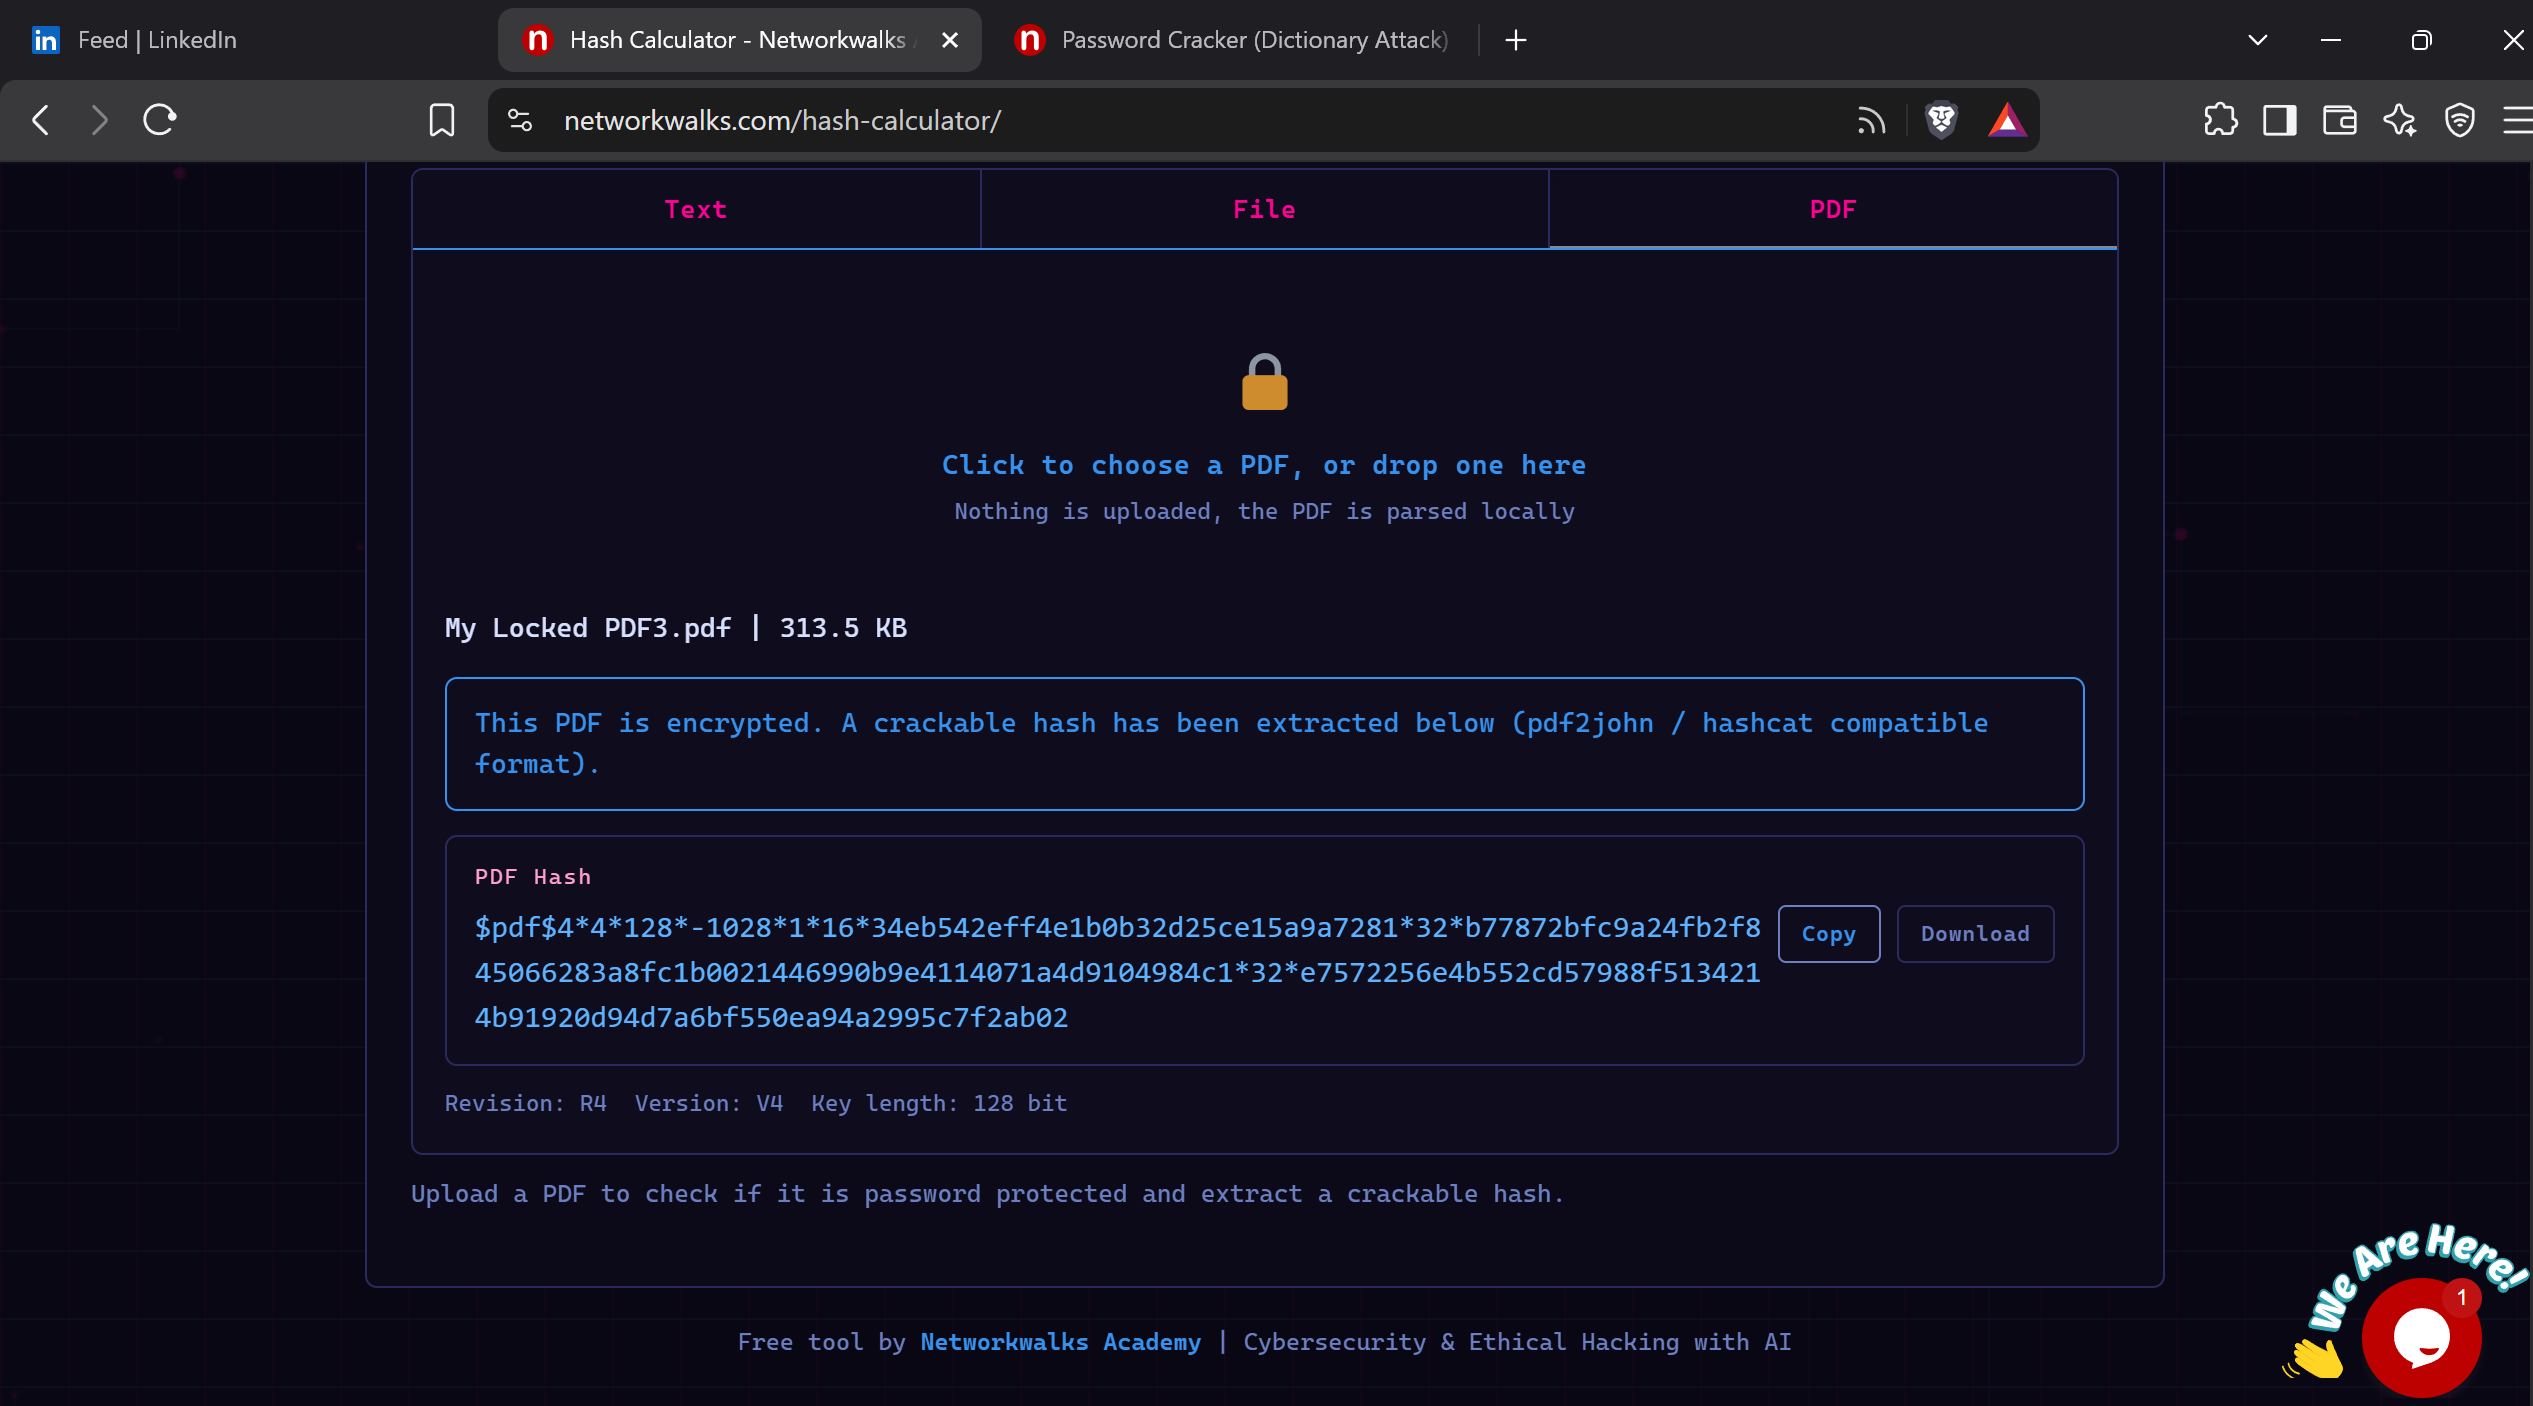 Feed | LinkedIn
Hash Calculator - Networkwalks
Password Cracker (Dictionary Attack)
networkwalks.com/hash-calculator/
Text
File
PDF
Click to choose a PDF, or drop one here
Nothing is uploaded, the PDF is parsed locally
My Locked PDF3.pdf | 313.5 KB
This PDF is encrypted. A crackable hash has been extracted below (pdf2john / hashcat compatible
format).
PDF Hash
$pdf$4*4*128*-1028*1*16*34eb542eff4e1b0b32d25ce15a9a7281*32*b77872bfc9a24fb2f8
45066283a8fc1b0021446990b9e4114071a4d9104984c1*32*e7572256e4b552cd57988f513421
4b91920d94d7a6bf550ea94a2995c7f2ab02
Copy
Download
Revision: R4 Version: V4 Key length: 128 bit
Upload a PDF to check if it is password protected and extract a crackable hash.
We Are Here!
1
Free tool by Networkwalks Academy | Cybersecurity & Ethical Hacking with AI